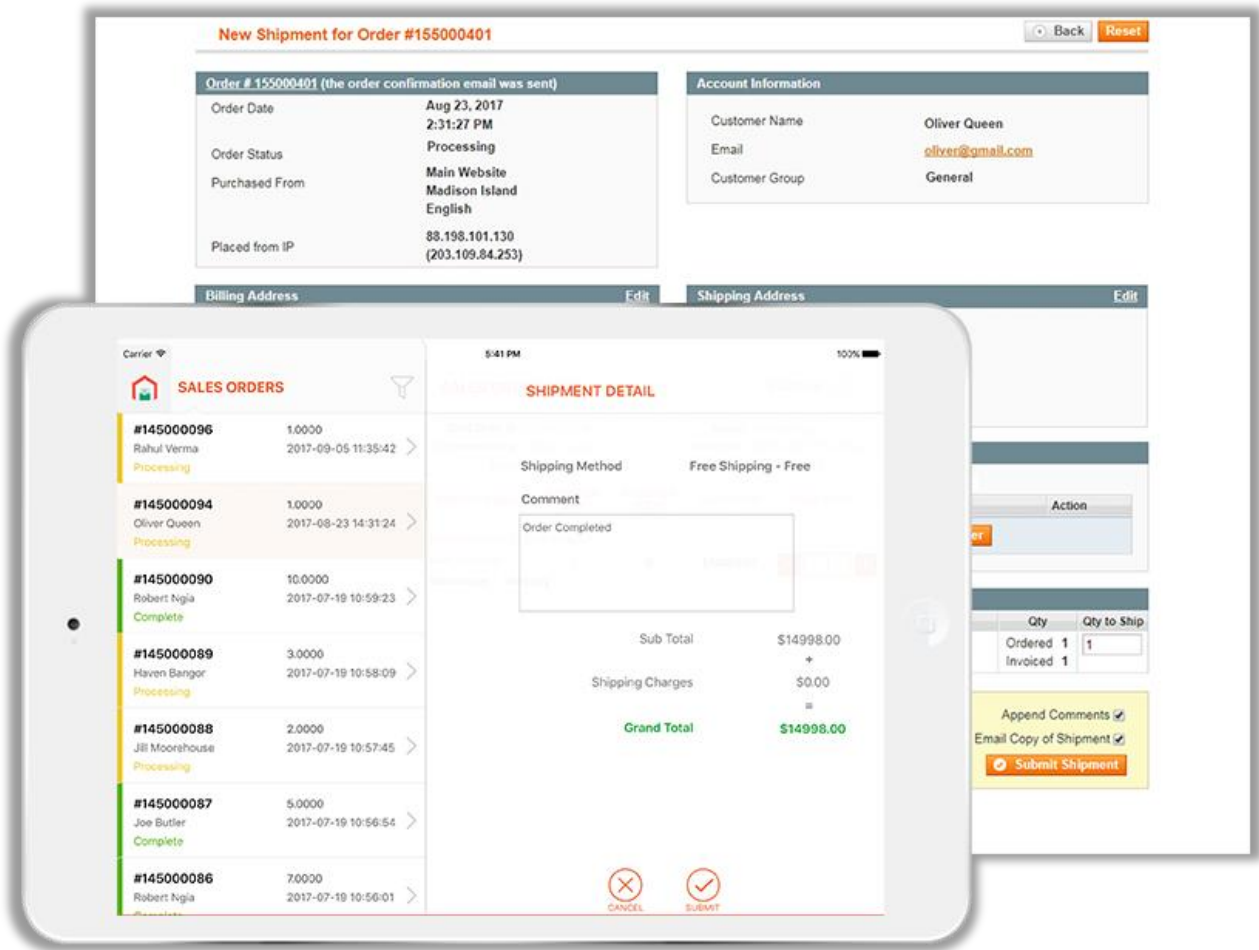 New Shipment for Order #155000401
Back
Reset
Order # 155000401 (the order confirmation email was sent)
Order Date
Aug 23, 2017
2:31:27 PM
Order Status
Processing
Purchased From
Main Website
Madison Island
English
Placed from IP
88.198.101.130
(203.109.84.253)
Account Information
Customer Name
Oliver Queen
Email
oliver@gmail.com
Customer Group
General
Billing Address
Edit
Shipping Address
Edit
Action
er
Qty
Qty to Ship
Ordered 1
1
Invoiced 1
Append Comments
Email Copy of Shipment
Submit Shipment
Carrier
5:41 PM
100%
SALES ORDERS
#145000096
1.0000
Rahul Verma
2017-09-05 11:35:42
Processing
#145000094
1.0000
Oliver Queen
2017-08-23 14:31:24
Processing
#145000090
10.0000
Robert Ngia
2017-07-19 10:59:23
Complete
#145000089
3.0000
Haven Bangor
2017-07-19 10:58:09
Processing
#145000088
2.0000
Jill Moorehouse
2017-07-19 10:57:45
Processing
#145000087
5.0000
Joe Butler
2017-07-19 10:56:54
Complete
#145000086
7.0000
Robert Ngia
2017-07-19 10:56:01
Complete
SHIPMENT DETAIL
Shipping Method
Free Shipping - Free
Comment
Order Completed
Sub Total
$14998.00
+
Shipping Charges
$0.00
=
Grand Total
$14998.00
CANCEL
SUBMIT